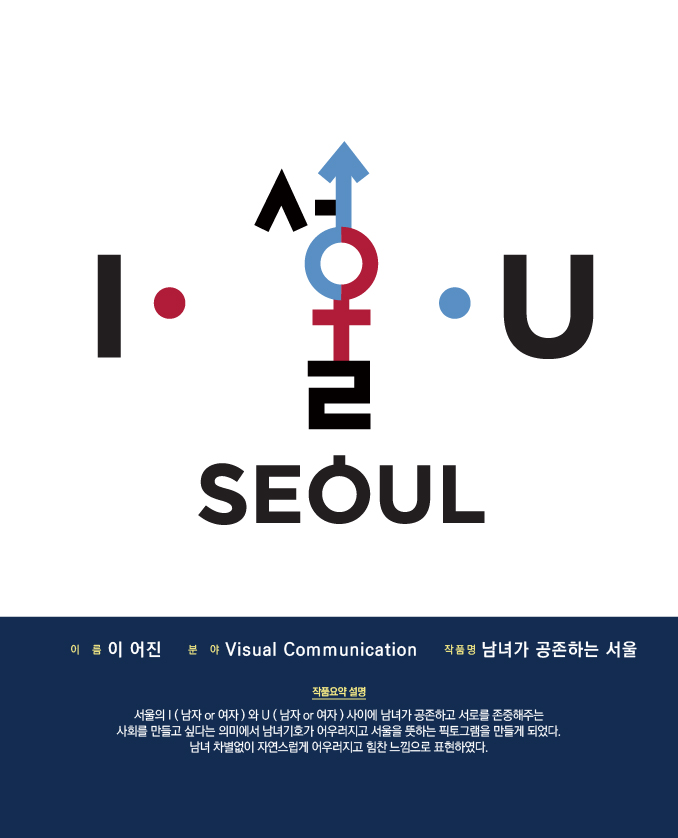 서울
I · · U
SEOUL
이 름 이 어진 분 야 Visual Communication 작품명 남녀가 공존하는 서울
작품요약 설명
서울의 I ( 남자 or 여자 ) 와 U ( 남자 or 여자 ) 사이에 남녀가 공존하고 서로를 존중해주는
사회를 만들고 싶다는 의미에서 남녀기호가 어우러지고 서울을 뜻하는 픽토그램을 만들게 되었다.
남녀 차별없이 자연스럽게 어우러지고 힘찬 느낌으로 표현하였다.